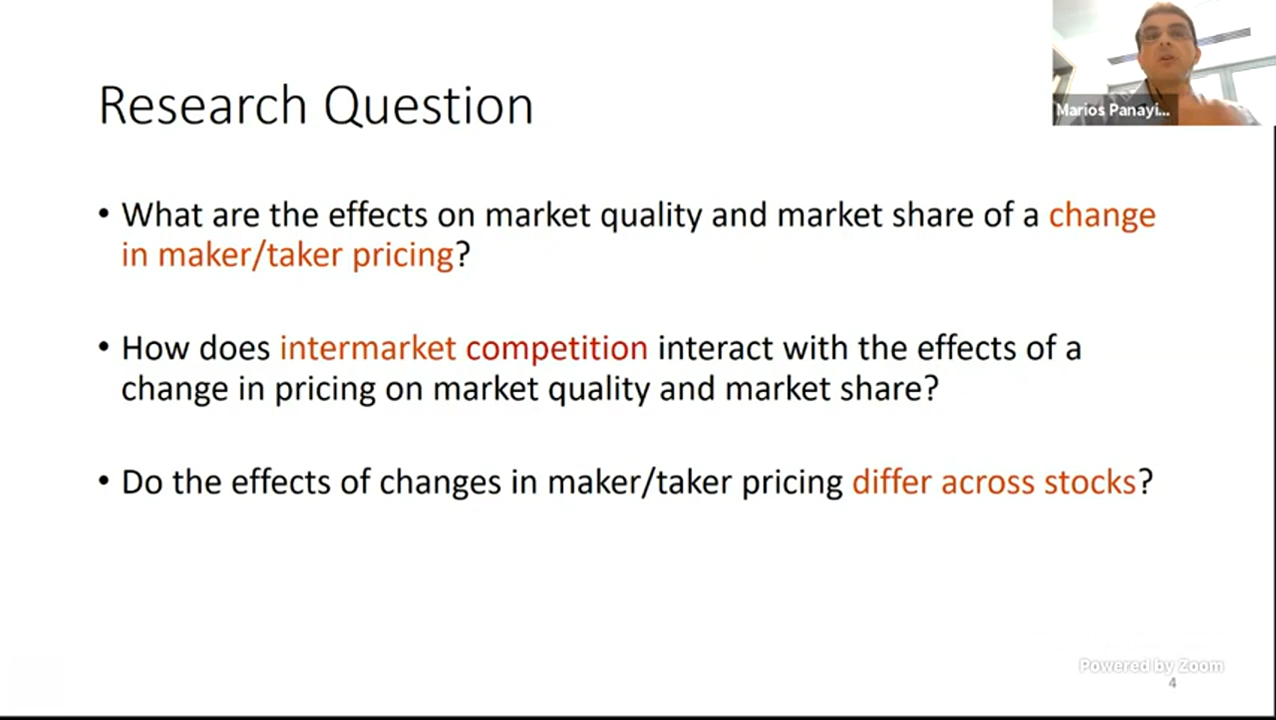 Marios Panayi...
Research Question
• What are the effects on market quality and market share of a change
in maker/taker pricing?
• How does intermarket competition interact with the effects of a
change in pricing on market quality and market share?
• Do the effects of changes in maker/taker pricing differ across stocks?
Powered by Zoom
4